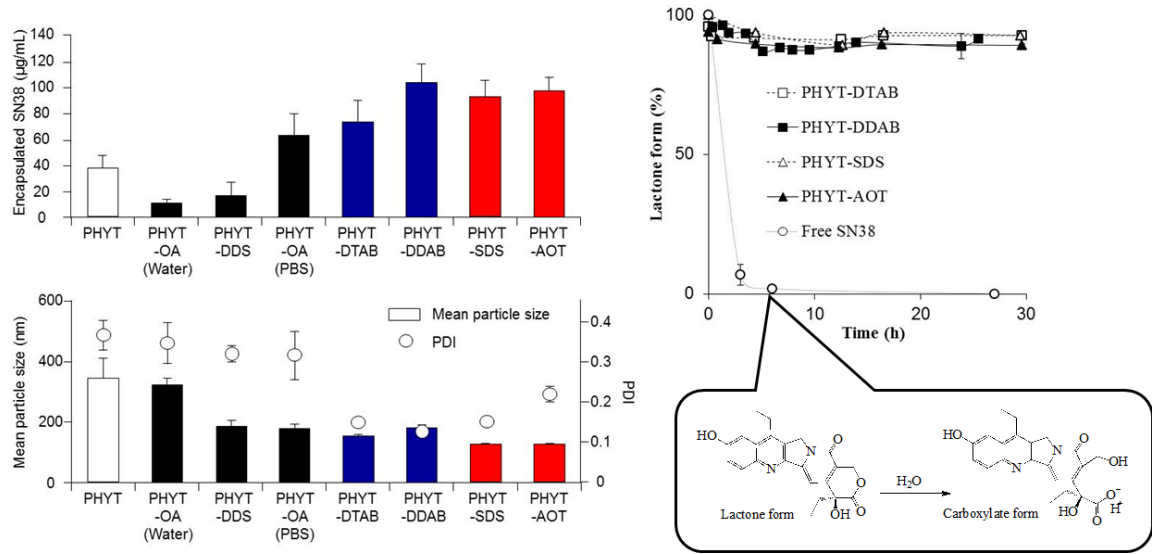 Encapsulated SN38 (µg/mL)
140
120
100
80
60
40
20
0
PHYT PHYT PHYT PHYT PHYT PHYT PHYT PHYT
-OA -DDS -OA -DTAB -DDAB -SDS -AOT
(Water) (PBS)
Mean particle size (nm)
600
400
200
0
Mean particle size
PDI
0.4
0.3
0.2
0.1
0
PDI
PHYT PHYT PHYT PHYT PHYT PHYT PHYT PHYT
-OA -DDS -OA -DTAB -DDAB -SDS -AOT
(Water) (PBS)
Lactone form (%)
100
50
0
PHYT-DTAB
PHYT-DDAB
PHYT-SDS
PHYT-AOT
Free SN38
0 10 20 30
Time (h)
HO
N
N
O
O
O
OH
Lactone form
H₂O
HO
N
N
O
OH
O⁻
H⁺
HO
O
Carboxylate form